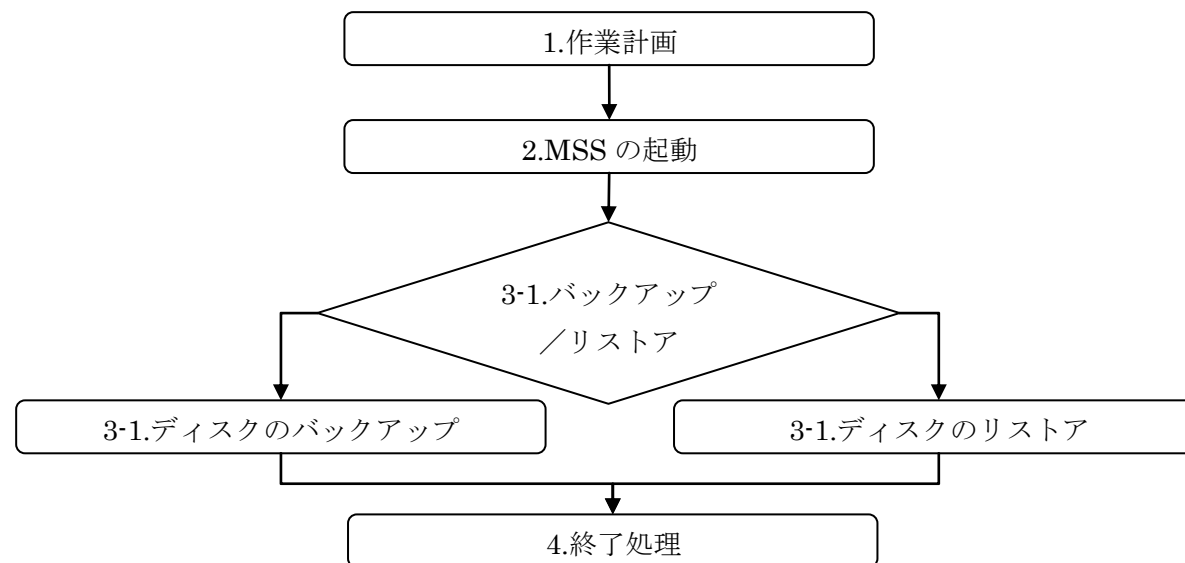 1.作業計画
2.MSS の起動
3-1.バックアップ
／リストア
3-1.ディスクのバックアップ
3-1.ディスクのリストア
4.終了処理